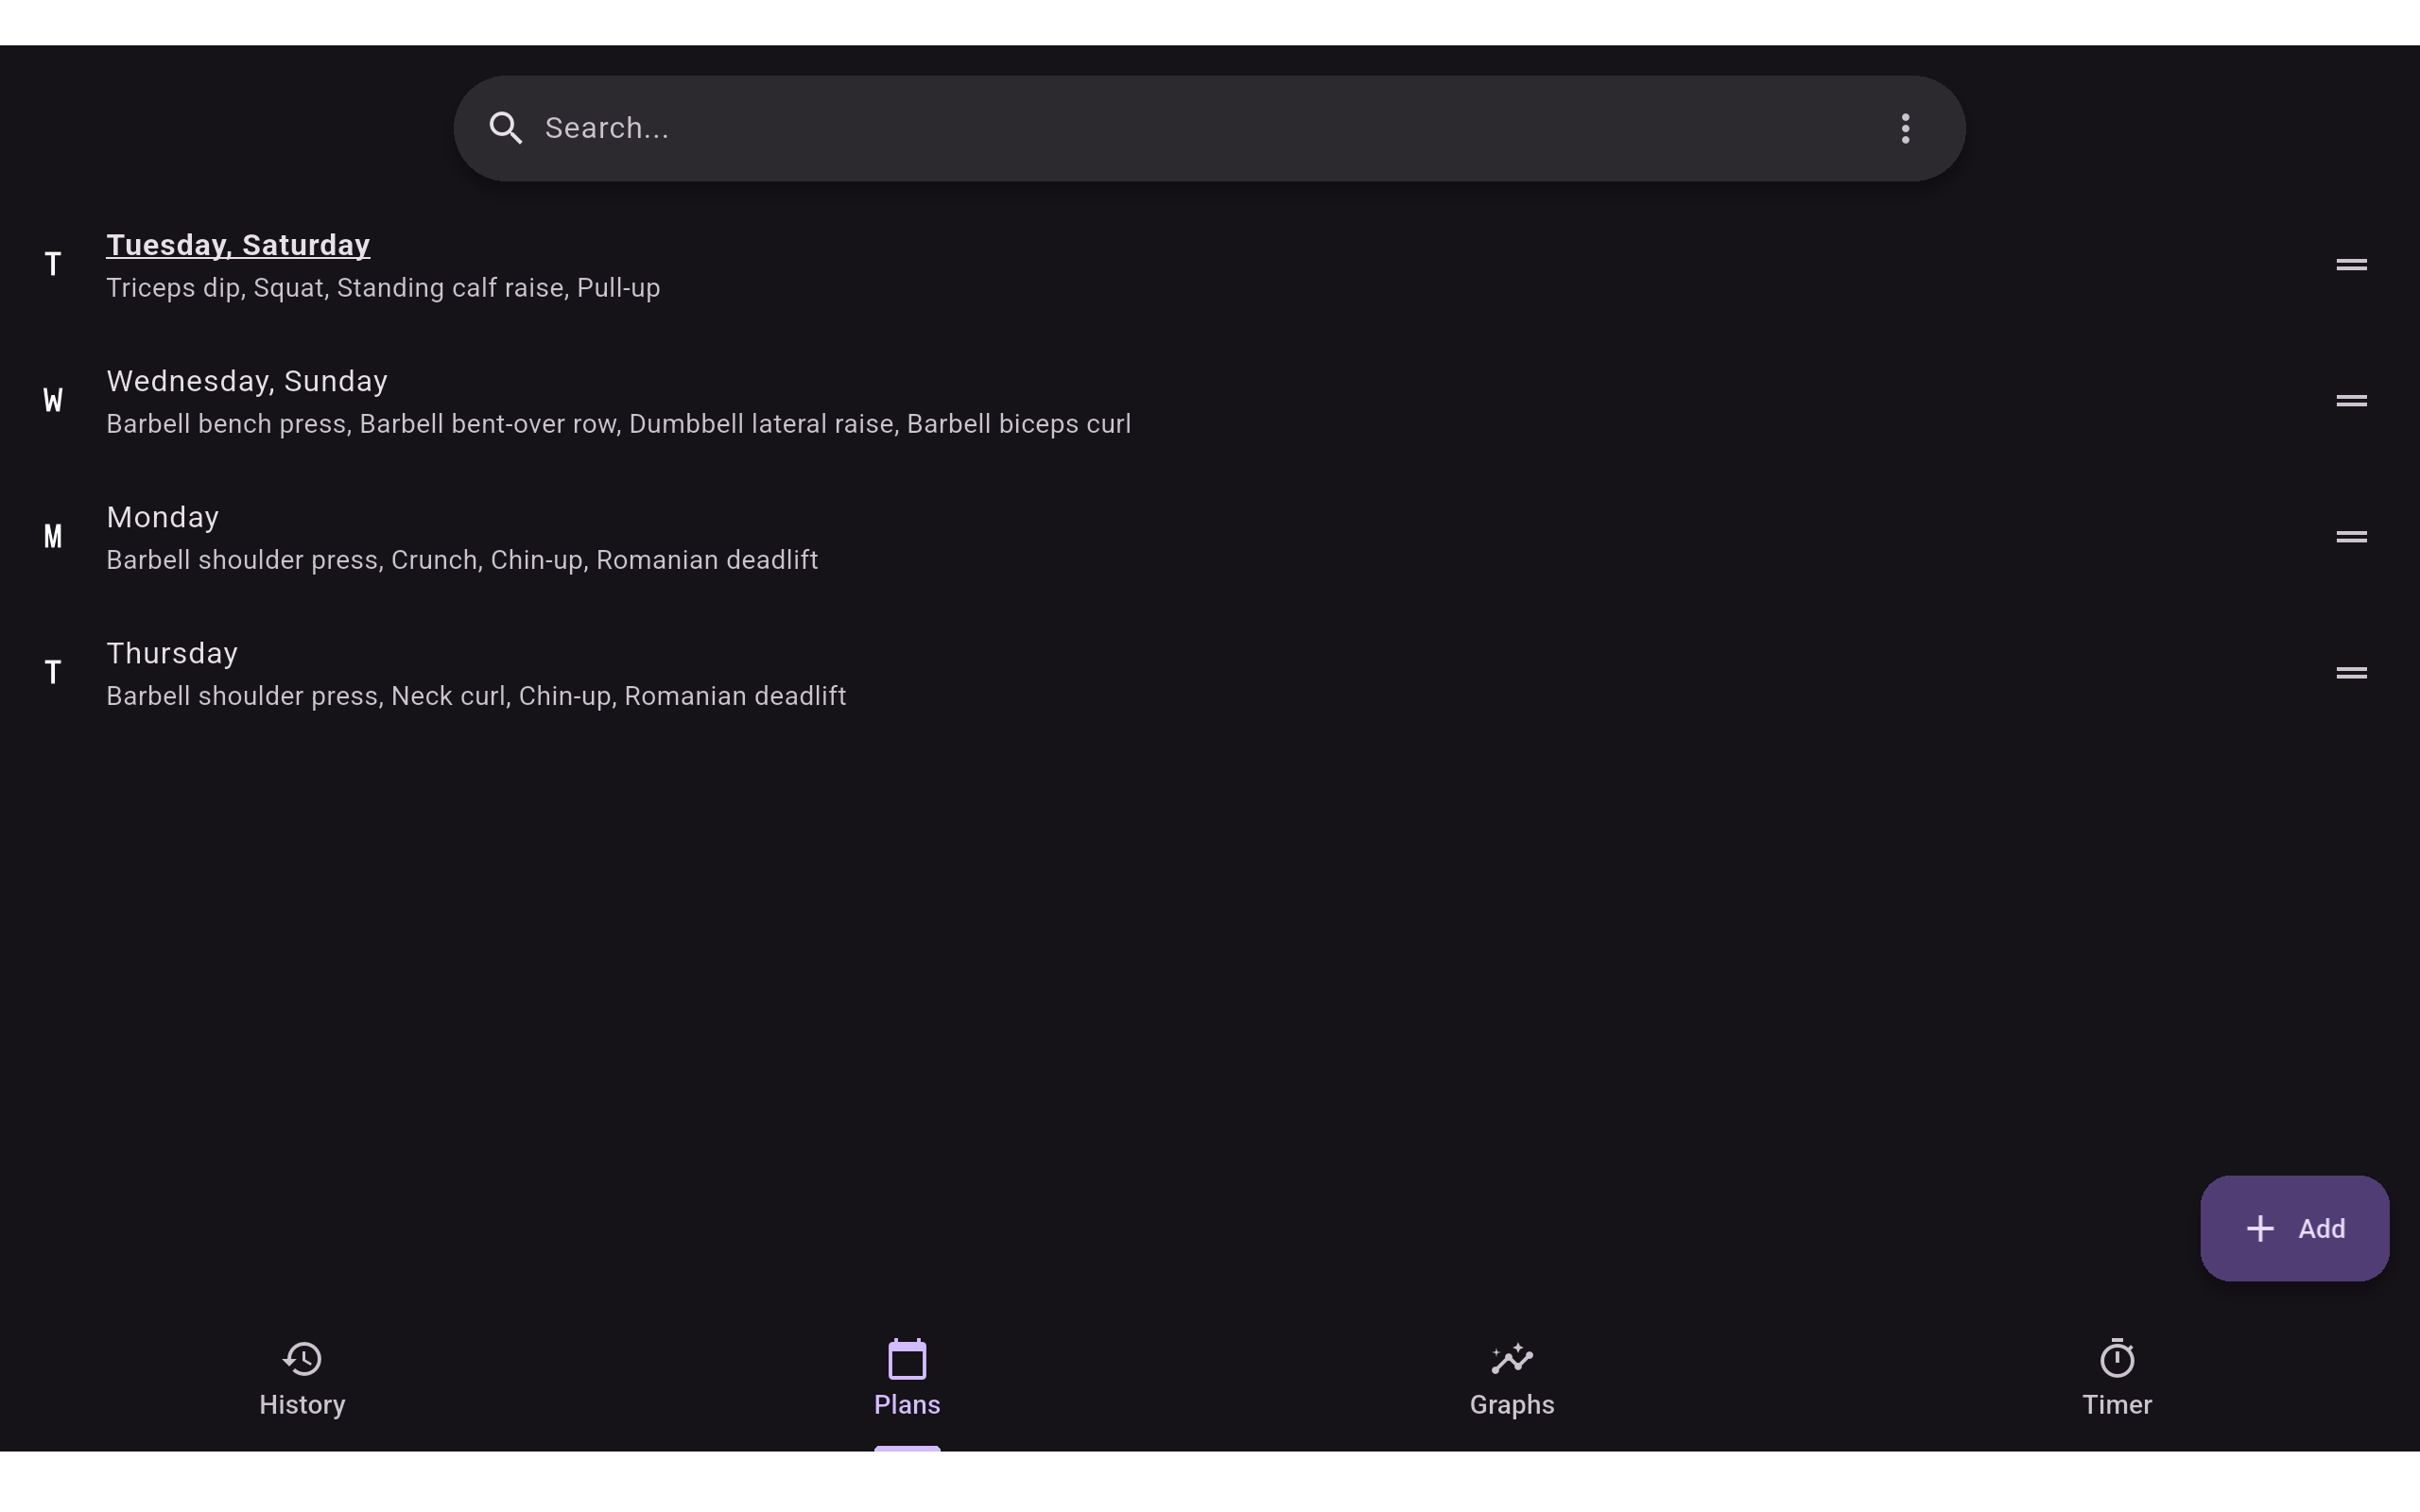 Search...
T
Tuesday, Saturday
Triceps dip, Squat, Standing calf raise, Pull-up
W
Wednesday, Sunday
Barbell bench press, Barbell bent-over row, Dumbbell lateral raise, Barbell biceps curl
M
Monday
Barbell shoulder press, Crunch, Chin-up, Romanian deadlift
T
Thursday
Barbell shoulder press, Neck curl, Chin-up, Romanian deadlift
Add
History
Plans
Graphs
Timer